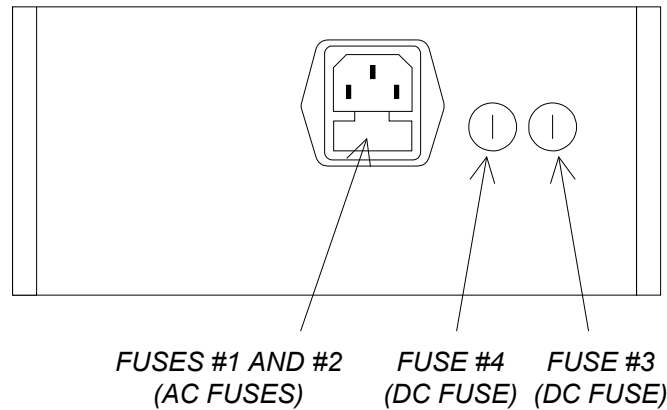 FUSES #1 AND #2
(AC FUSES)
FUSE #4
(DC FUSE)
FUSE #3
(DC FUSE)